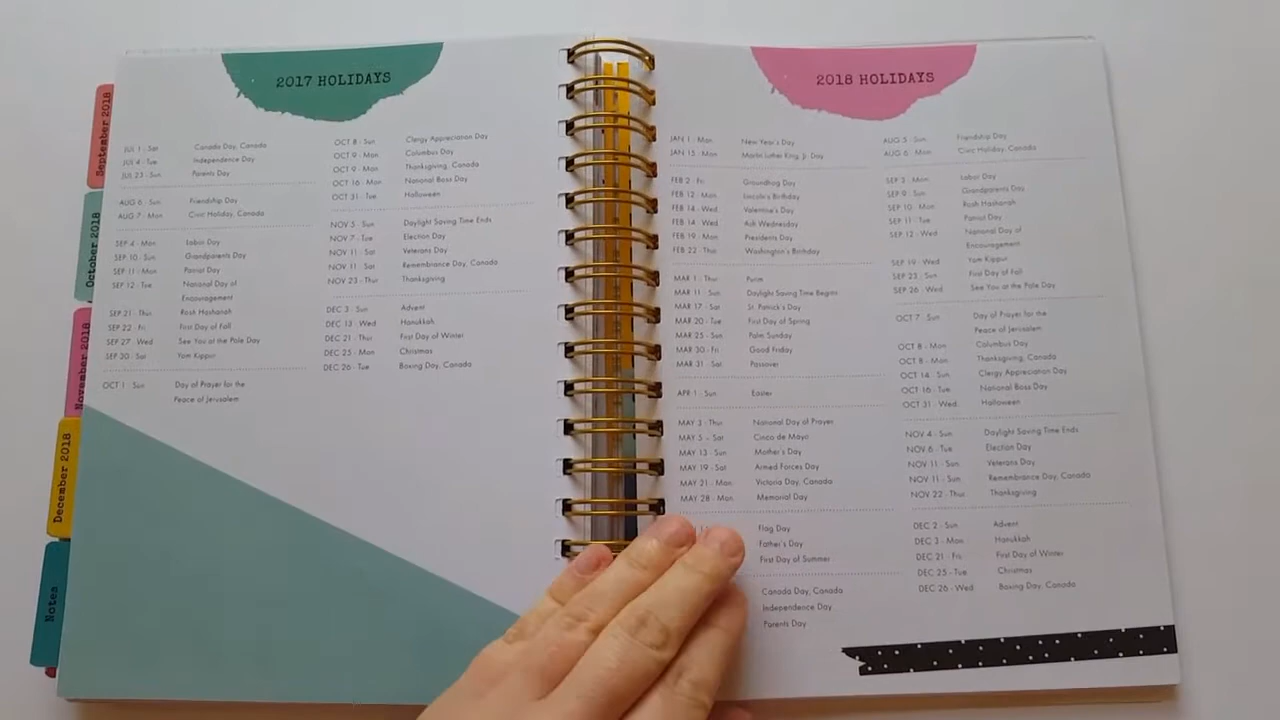 September 2018
October 2018
November 2018
December 2018
Notes
2017 HOLIDAYS
JUL 1 · Sat Canada Day, Canada
JUL 4 · Tue Independence Day
JUL 23 · Sun Parents Day
AUG 6 · Sun Friendship Day
AUG 7 · Mon Civic Holiday, Canada
SEP 4 · Mon Labor Day
SEP 10 · Sun Grandparents Day
SEP 11 · Mon Patriot Day
SEP 12 · Tue National Day of
Encouragement
SEP 21 · Thu Rosh Hashanah
SEP 22 · Fri First Day of Fall
SEP 27 · Wed See You at the Pole Day
SEP 30 · Sat Yom Kippur
OCT 1 · Sun Day of Prayer for the
Peace of Jerusalem
OCT 8 · Sun Clergy Appreciation Day
OCT 9 · Mon Columbus Day
OCT 9 · Mon Thanksgiving, Canada
OCT 16 · Mon National Boss Day
OCT 31 · Tue Halloween
NOV 5 · Sun Daylight Saving Time Ends
NOV 7 · Tue Election Day
NOV 11 · Sat Veterans Day
NOV 11 · Sat Remembrance Day, Canada
NOV 23 · Thur Thanksgiving
DEC 3 · Sun Advent
DEC 13 · Wed Hanukkah
DEC 21 · Thu First Day of Winter
DEC 25 · Mon Christmas
DEC 26 · Tue Boxing Day, Canada
2018 HOLIDAYS
JAN 1 · Mon New Year's Day
JAN 15 · Mon Martin Luther King, Jr. Day
FEB 2 · Fri Groundhog Day
FEB 12 · Mon Lincoln's Birthday
FEB 14 · Wed Valentine's Day
FEB 14 · Wed Ash Wednesday
FEB 19 · Mon Presidents Day
FEB 22 · Thur Washington's Birthday
MAR 1 · Thur Purim
MAR 11 · Sun Daylight Saving Time Begins
MAR 17 · Sat St. Patrick's Day
MAR 20 · Tue First Day of Spring
MAR 25 · Sun Palm Sunday
MAR 30 · Fri Good Friday
MAR 31 · Sat Passover
APR 1 · Sun Easter
MAY 3 · Thur National Day of Prayer
MAY 5 · Sat Cinco de Mayo
MAY 13 · Sun Mother's Day
MAY 19 · Sat Armed Forces Day
MAY 21 · Mon Victoria Day, Canada
MAY 28 · Mon Memorial Day
Flag Day
Father's Day
First Day of Summer
Canada Day, Canada
Independence Day
Parents Day
AUG 5 · Sun Friendship Day
AUG 6 · Mon Civic Holiday, Canada
SEP 3 · Mon Labor Day
SEP 9 · Sun Grandparents Day
SEP 10 · Mon Rosh Hashanah
SEP 11 · Tue Patriot Day
SEP 12 · Wed National Day of
Encouragement
SEP 19 · Wed Yom Kippur
SEP 23 · Sun First Day of Fall
SEP 26 · Wed See You at the Pole Day
OCT 7 · Sun Day of Prayer for the
Peace of Jerusalem
OCT 8 · Mon Columbus Day
OCT 8 · Mon Thanksgiving, Canada
OCT 14 · Sun Clergy Appreciation Day
OCT 16 · Tue National Boss Day
OCT 31 · Wed Halloween
NOV 4 · Sun Daylight Saving Time Ends
NOV 6 · Tue Election Day
NOV 11 · Sun Veterans Day
NOV 11 · Sun Remembrance Day, Canada
NOV 22 · Thur Thanksgiving
DEC 2 · Sun Advent
DEC 3 · Mon Hanukkah
DEC 21 · Fri First Day of Winter
DEC 25 · Tue Christmas
DEC 26 · Wed Boxing Day, Canada